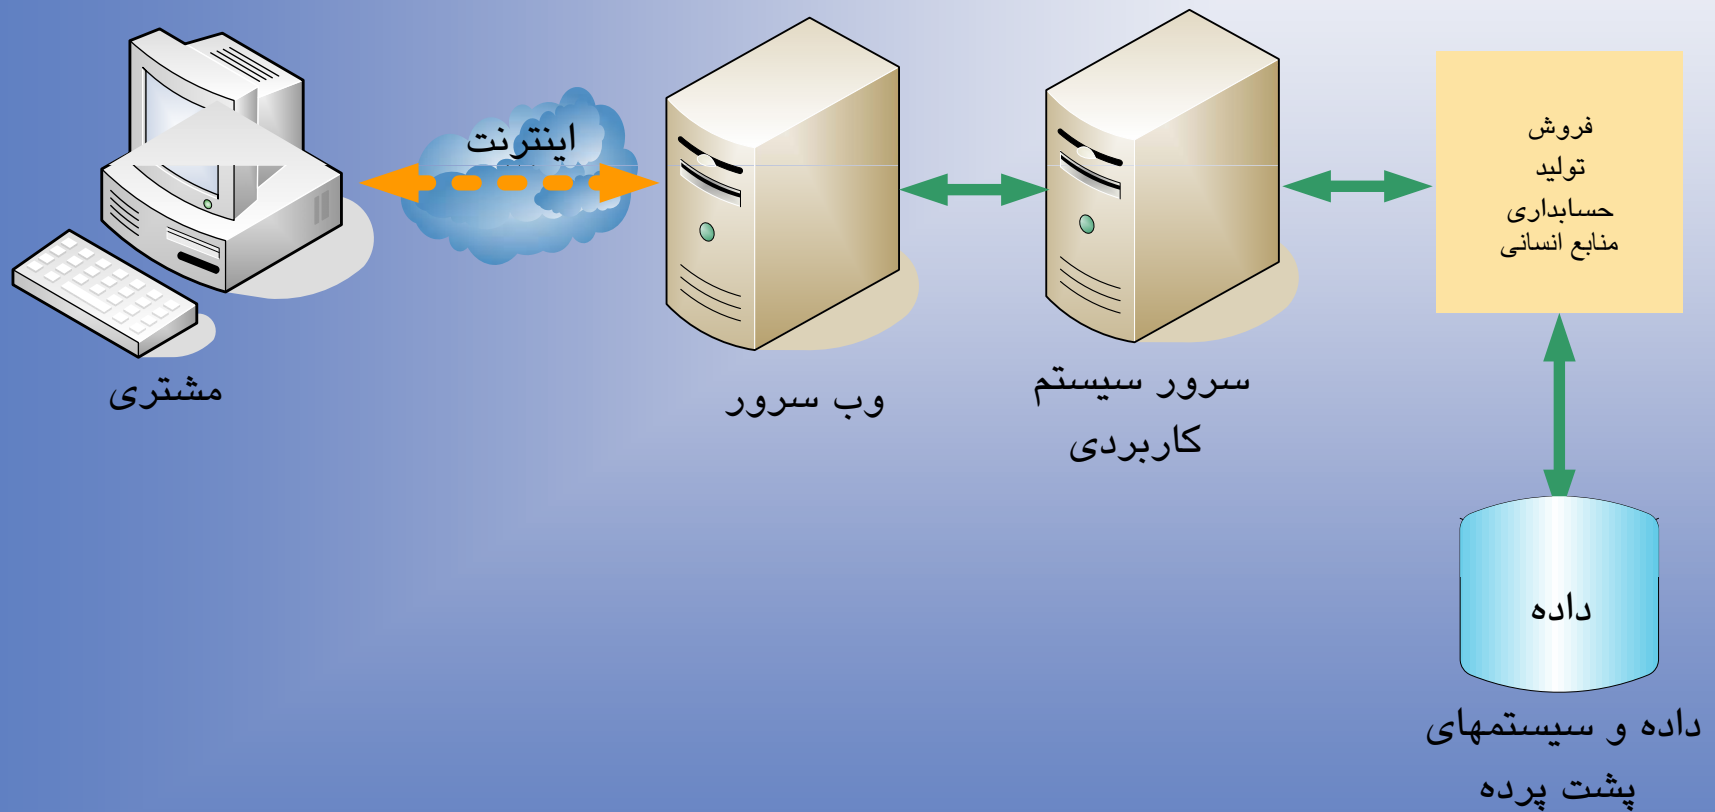 اینترنت
فروش
تولید
حسابداری
منابع انسانی
مشتری
وب سرور
سرور سیستم
کاربردی
داده
داده و سیستمهای
پشت پرده